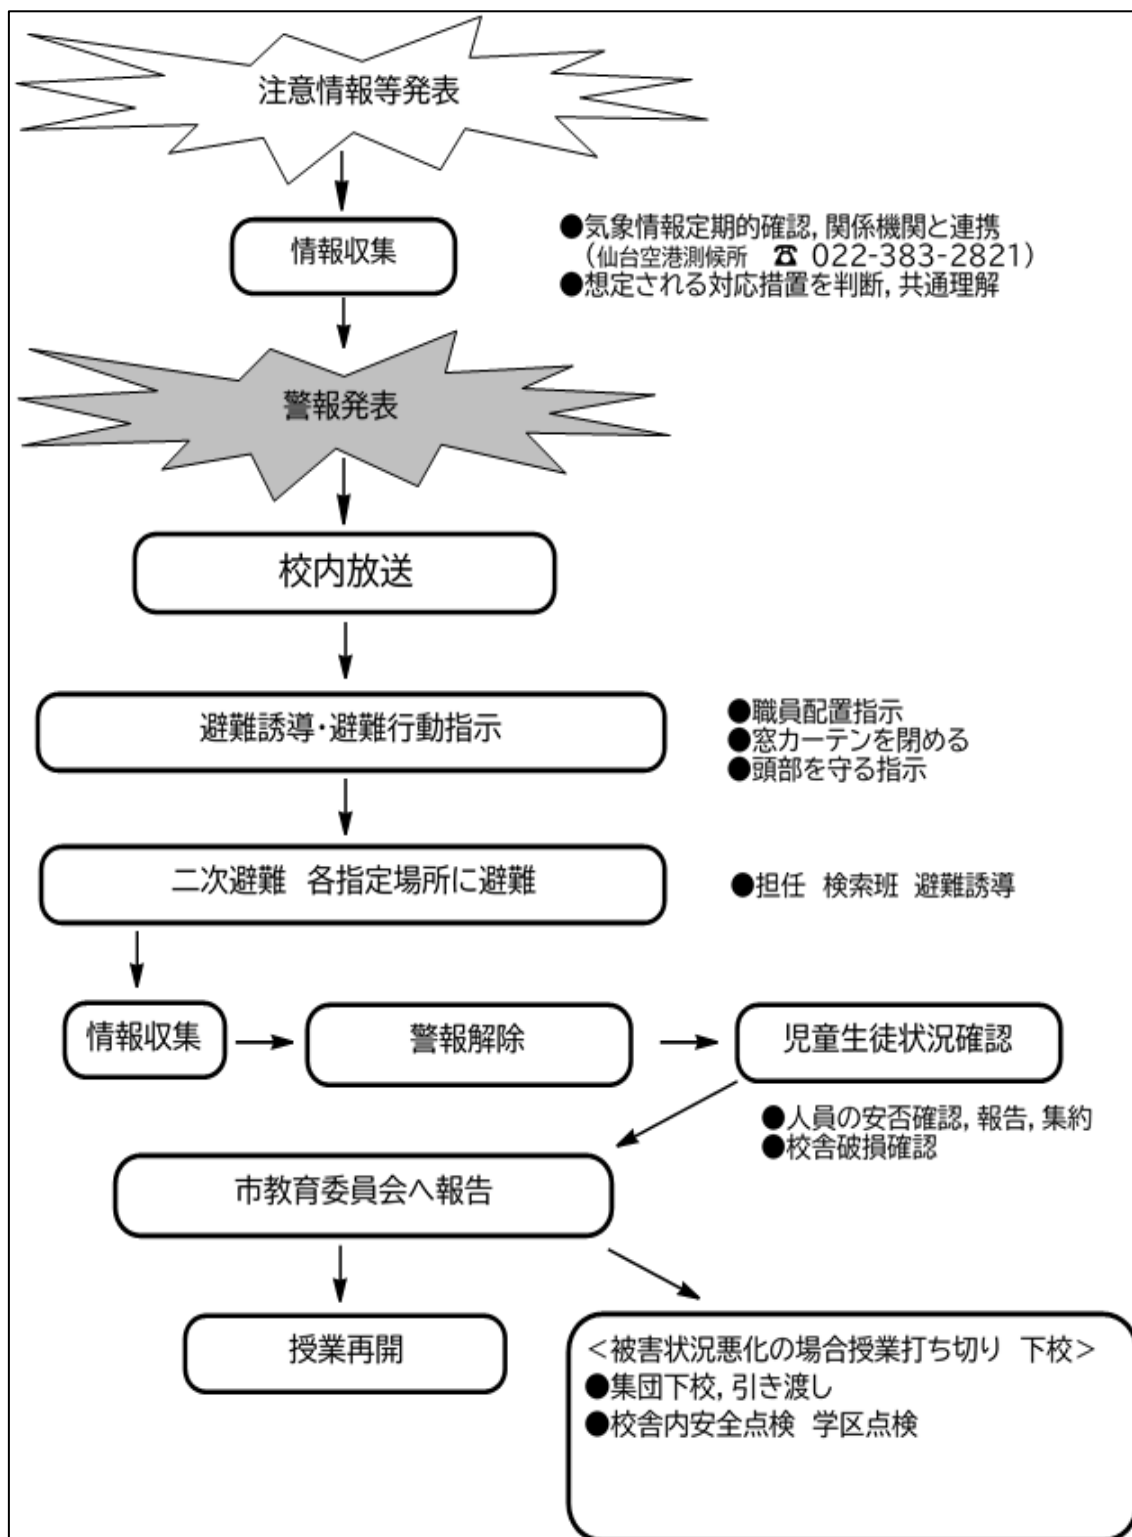 注意情報等発表
情報収集
●気象情報定期的確認,関係機関と連携
（仙台空港測候所　☎ 022-383-2821）
●想定される対応措置を判断,共通理解
警報発表
校内放送
避難誘導・避難行動指示
●職員配置指示
●窓カーテンを閉める
●頭部を守る指示
二次避難　各指定場所に避難
●担任　検索班　避難誘導
情報収集
警報解除
児童生徒状況確認
●人員の安否確認,報告,集約
●校舎破損確認
市教育委員会へ報告
授業再開
＜被害状況悪化の場合授業打ち切り　下校＞
●集団下校,引き渡し
●校舎内安全点検　学区点検